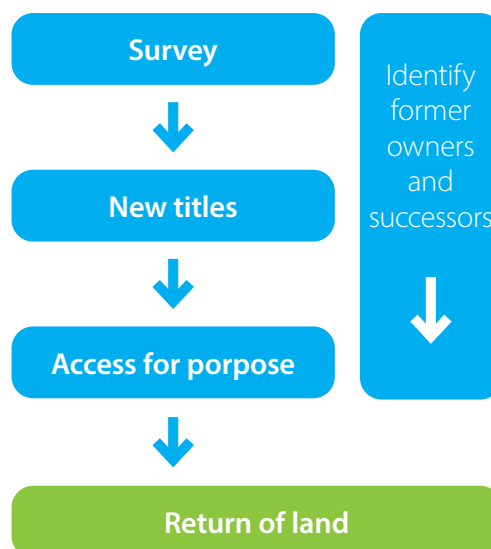 Survey
New titles
Access for porpose
Identify
former
owners
and
successors
Return of land